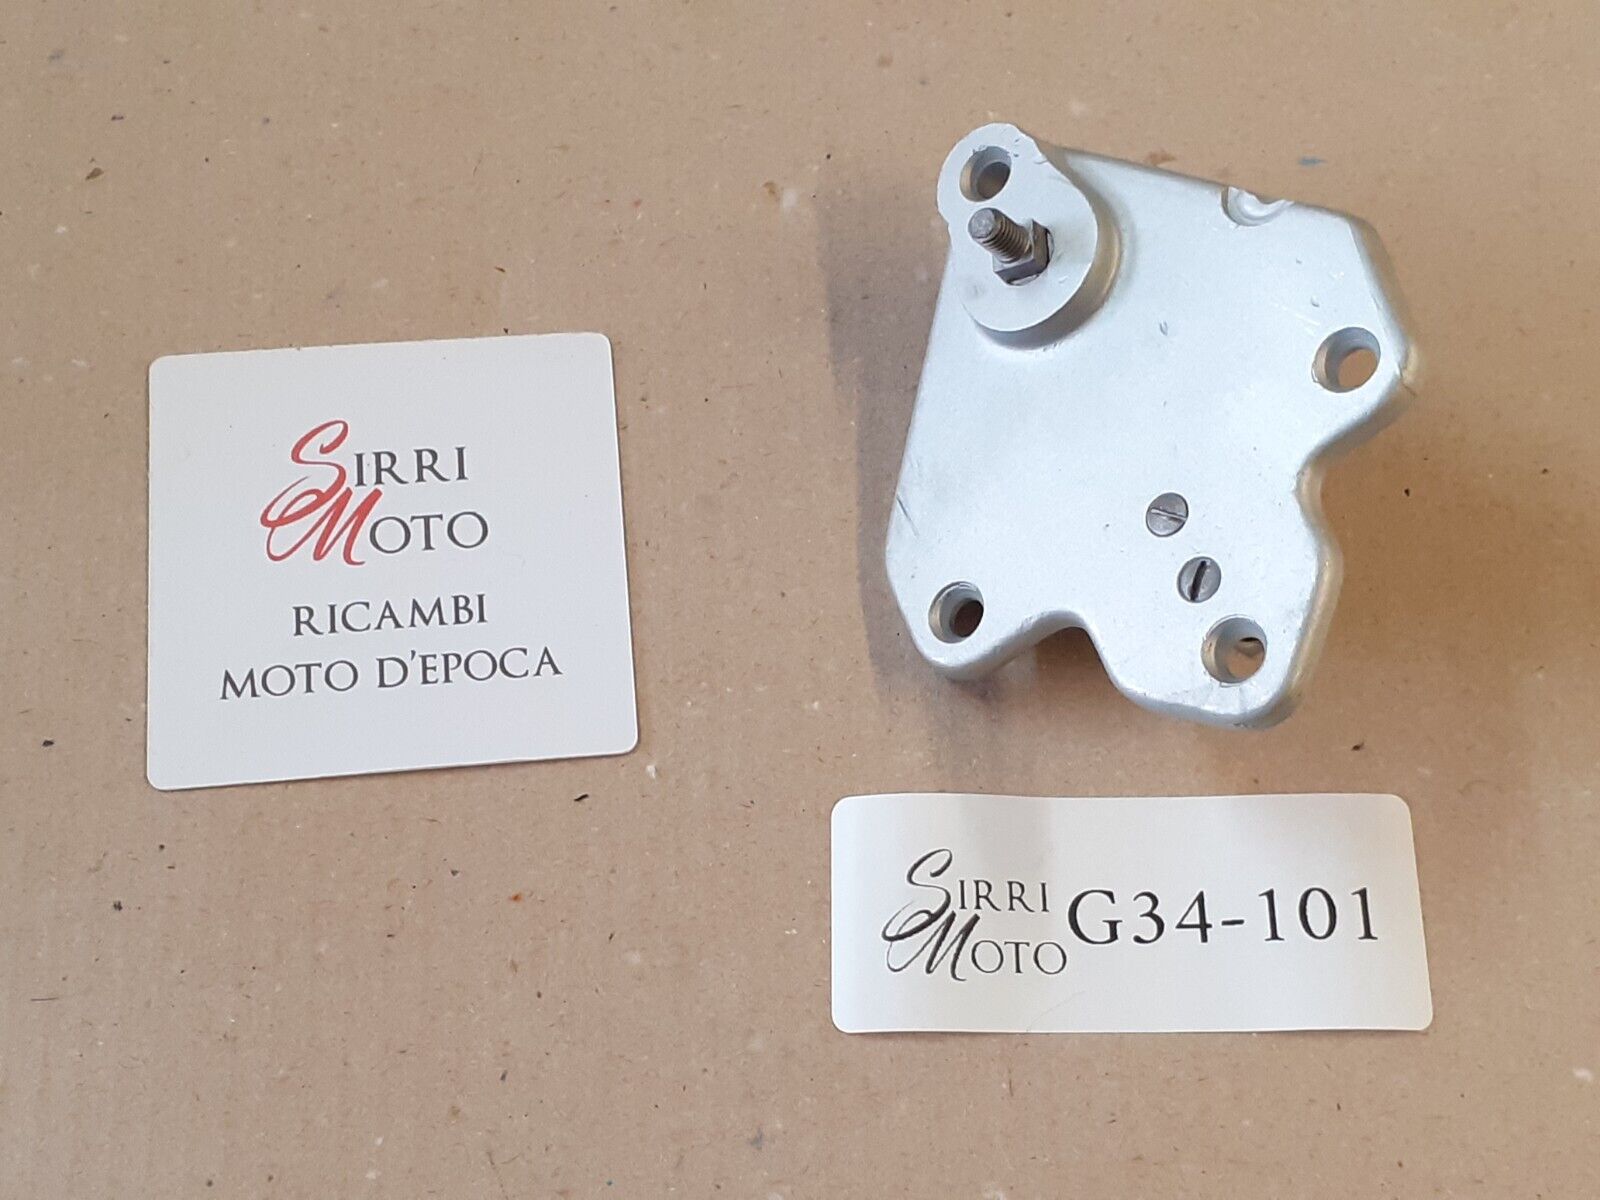 SIRRI
MOTO
RICAMBI
MOTO D'EPOCA
SIRRI
MOTO G34-101